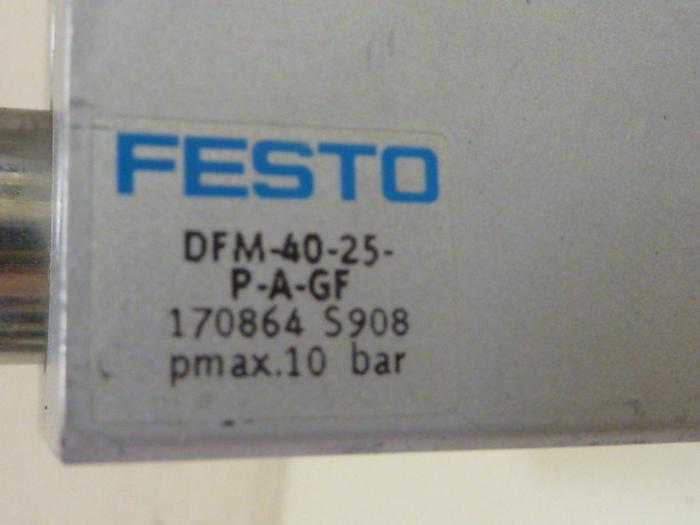 FESTO
DFM-40-25-
P-A-GF
170864 S908
pmax.10 bar